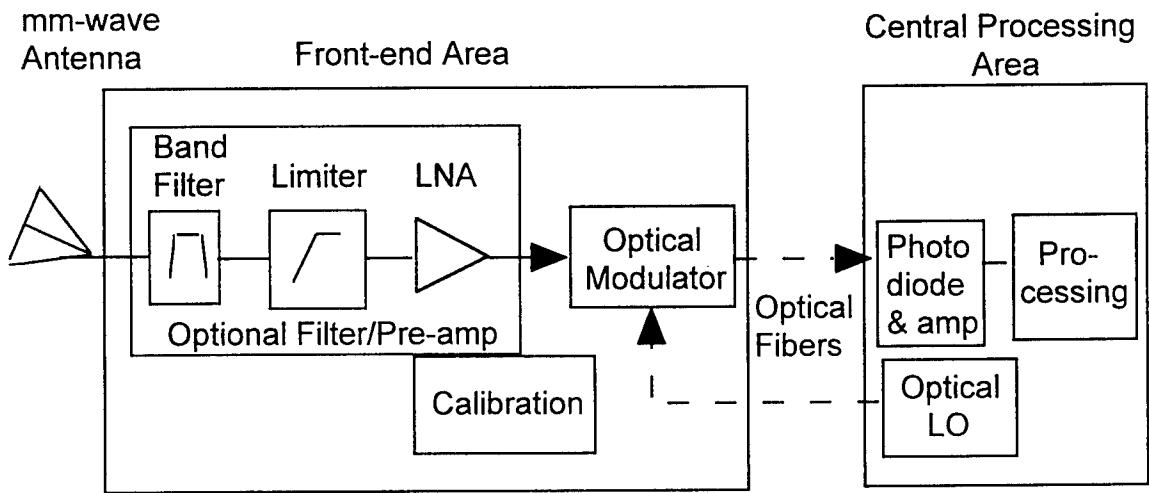 mm-wave
Antenna
Front-end Area
Central Processing
Area
Band
Filter
Limiter
LNA
Optional Filter/Pre-amp
Calibration
Optical
Modulator
Optical
Fibers
Photo
diode
& amp
Pro-
cessing
Optical
LO